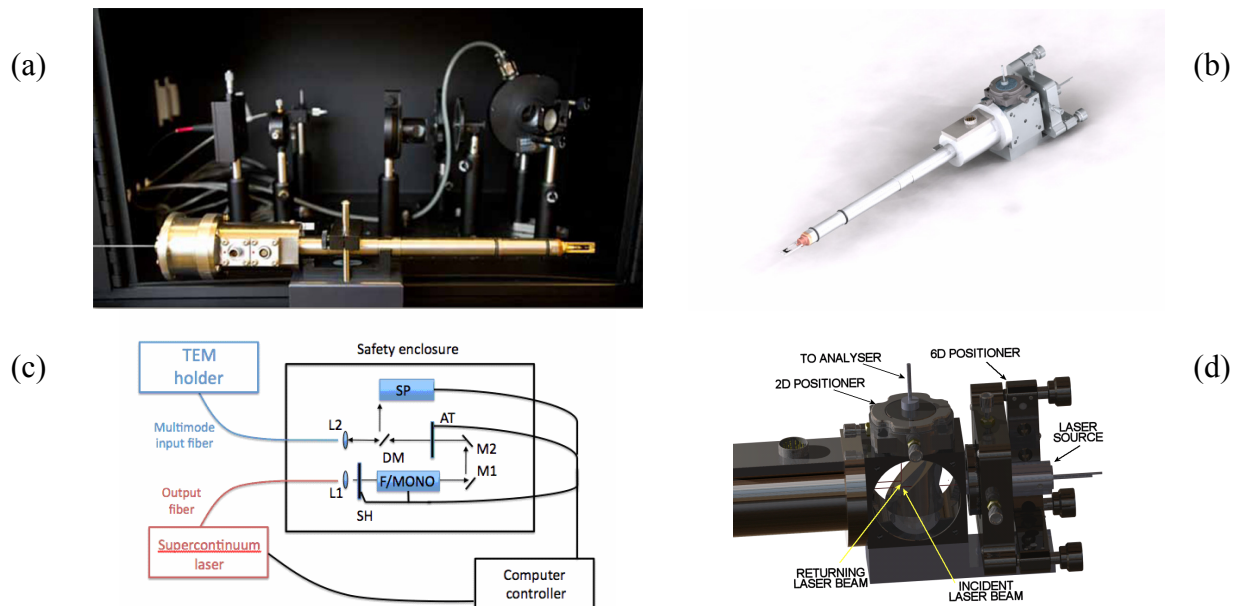 (a)
(b)
(c)
TEM
holder
Multimode
input fiber
Output
fiber
Supercontinuum
laser
Safety enclosure
SP
L2
AT
DM
M2
M1
L1
F/MONO
SH
Computer
controller
(d)
TO ANALYSER
6D POSITIONER
2D POSITIONER
LASER
SOURCE
RETURNING
LASER BEAM
INCIDENT
LASER BEAM